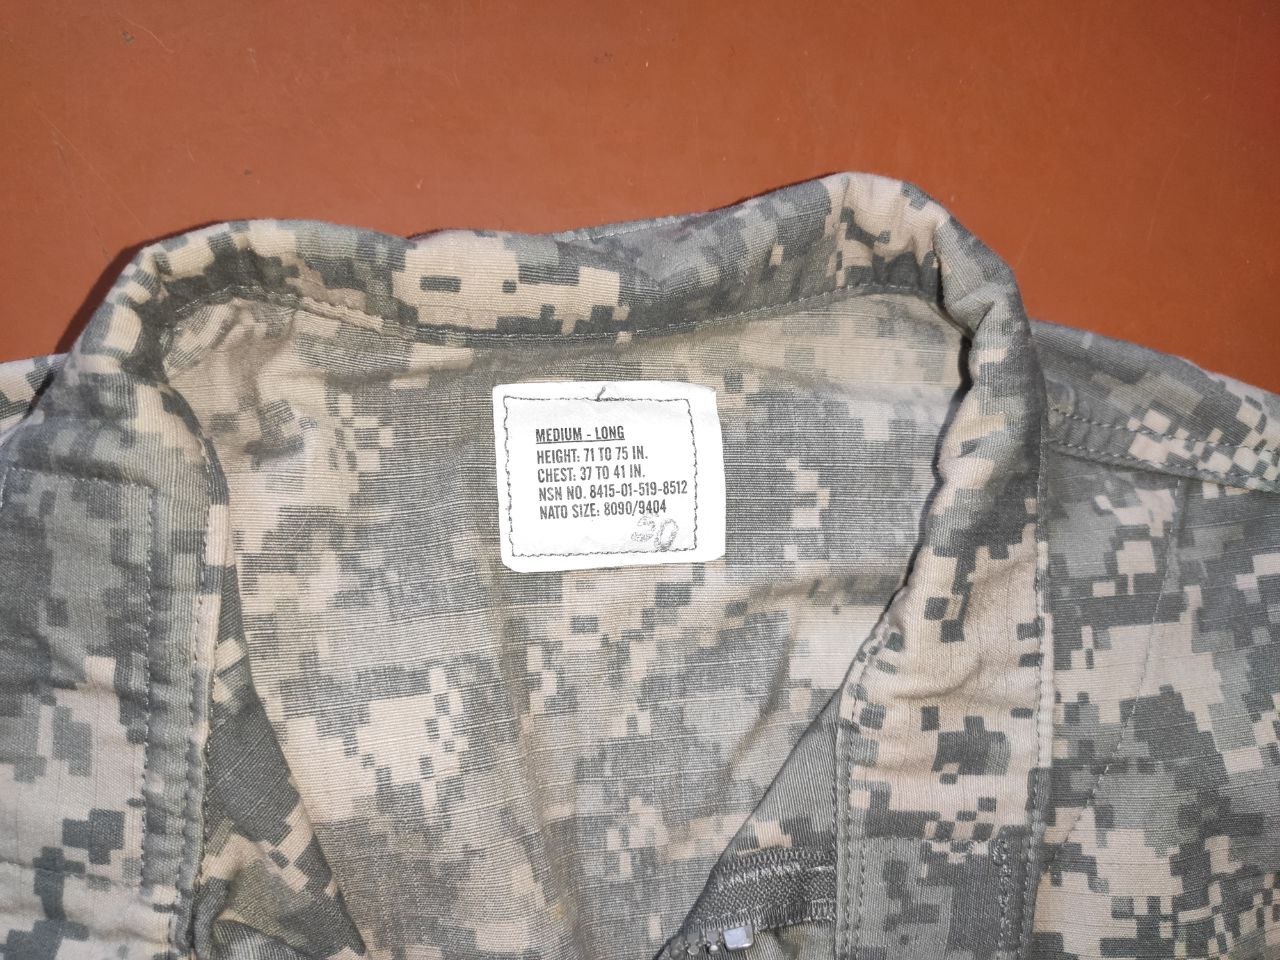 MEDIUM - LONG
HEIGHT: 71 TO 75 IN.
CHEST: 37 TO 41 IN.
NSN NO. 8415-01-519-8512
NATO SIZE: 8090/9404
20